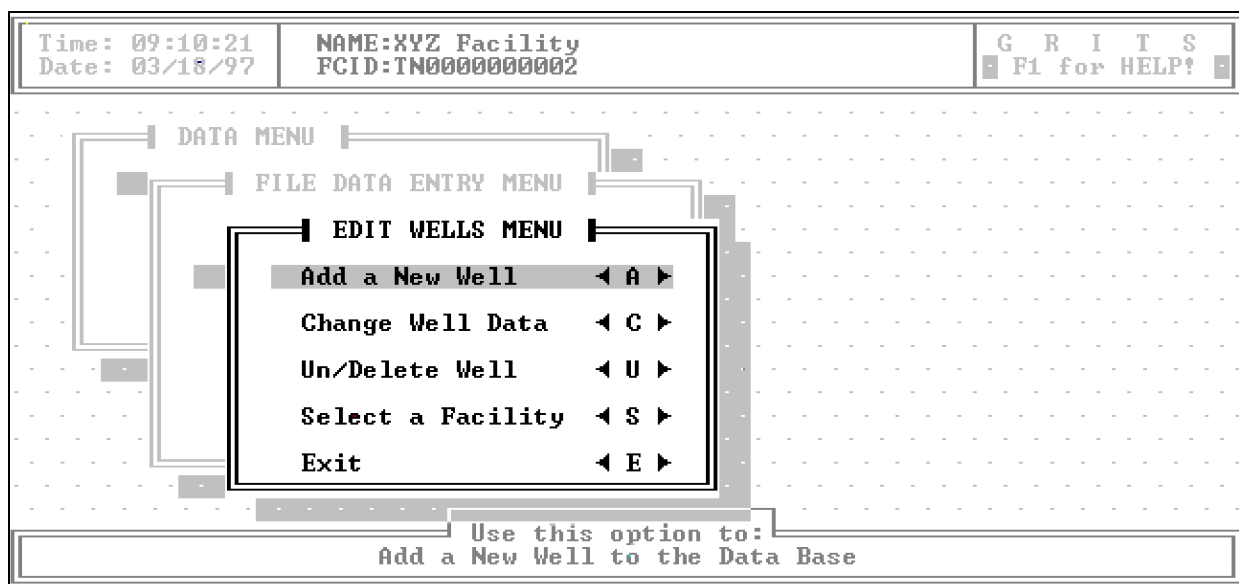 Time: 09:10:21 NAME:XYZ Facility G R I T S
Date: 03/18/97 FCID:TN0000000002 F1 for HELP!
DATA MENU
FILE DATA ENTRY MENU
EDIT WELLS MENU
Add a New Well ◄ A ►
Change Well Data ◄ C ►
Un/Delete Well ◄ U ►
Select a Facility ◄ S ►
Exit ◄ E ►
Use this option to:
Add a New Well to the Data Base